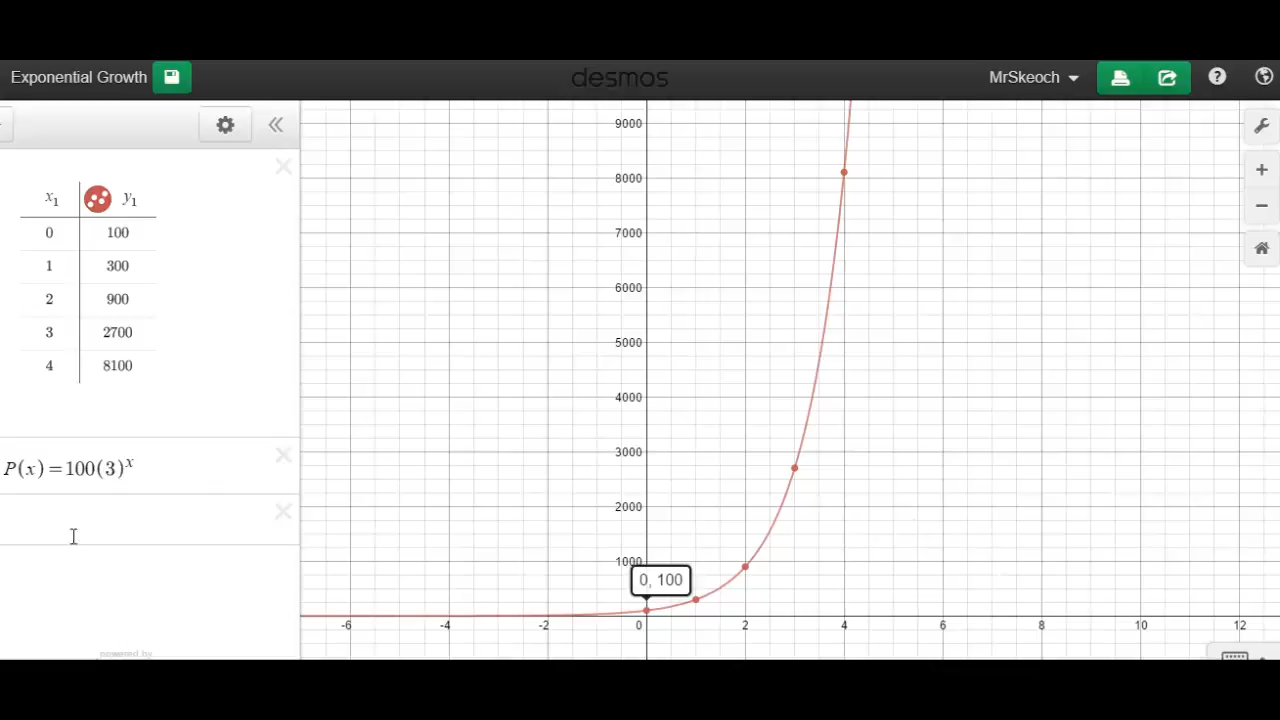 Exponential Growth
desmos
MrSkeoch
x₁ y₁
0 100
1 300
2 900
3 2700
4 8100
P(x)=100(3)ˣ
powered by
9000
8000
7000
6000
5000
4000
3000
2000
1000
0, 100
-6 -4 -2 0 2 4 6 8 10 12